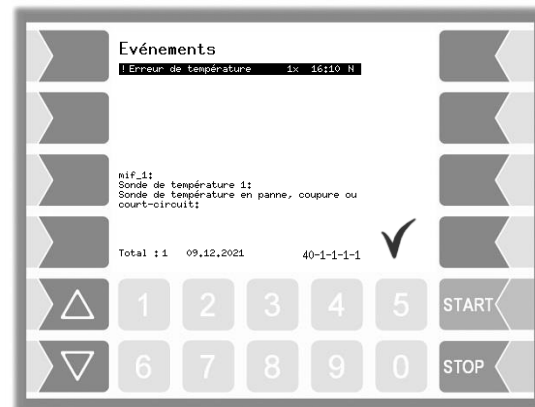 Evénements
! Erreur de température 1x 16:10 N
mif_1:
Sonde de température 1:
Sonde de température en panne, coupure ou
court-circuit:
Total : 1 09.12.2021 40-1-1-1-1
1 2 3 4 5 START
6 7 8 9 0 STOP